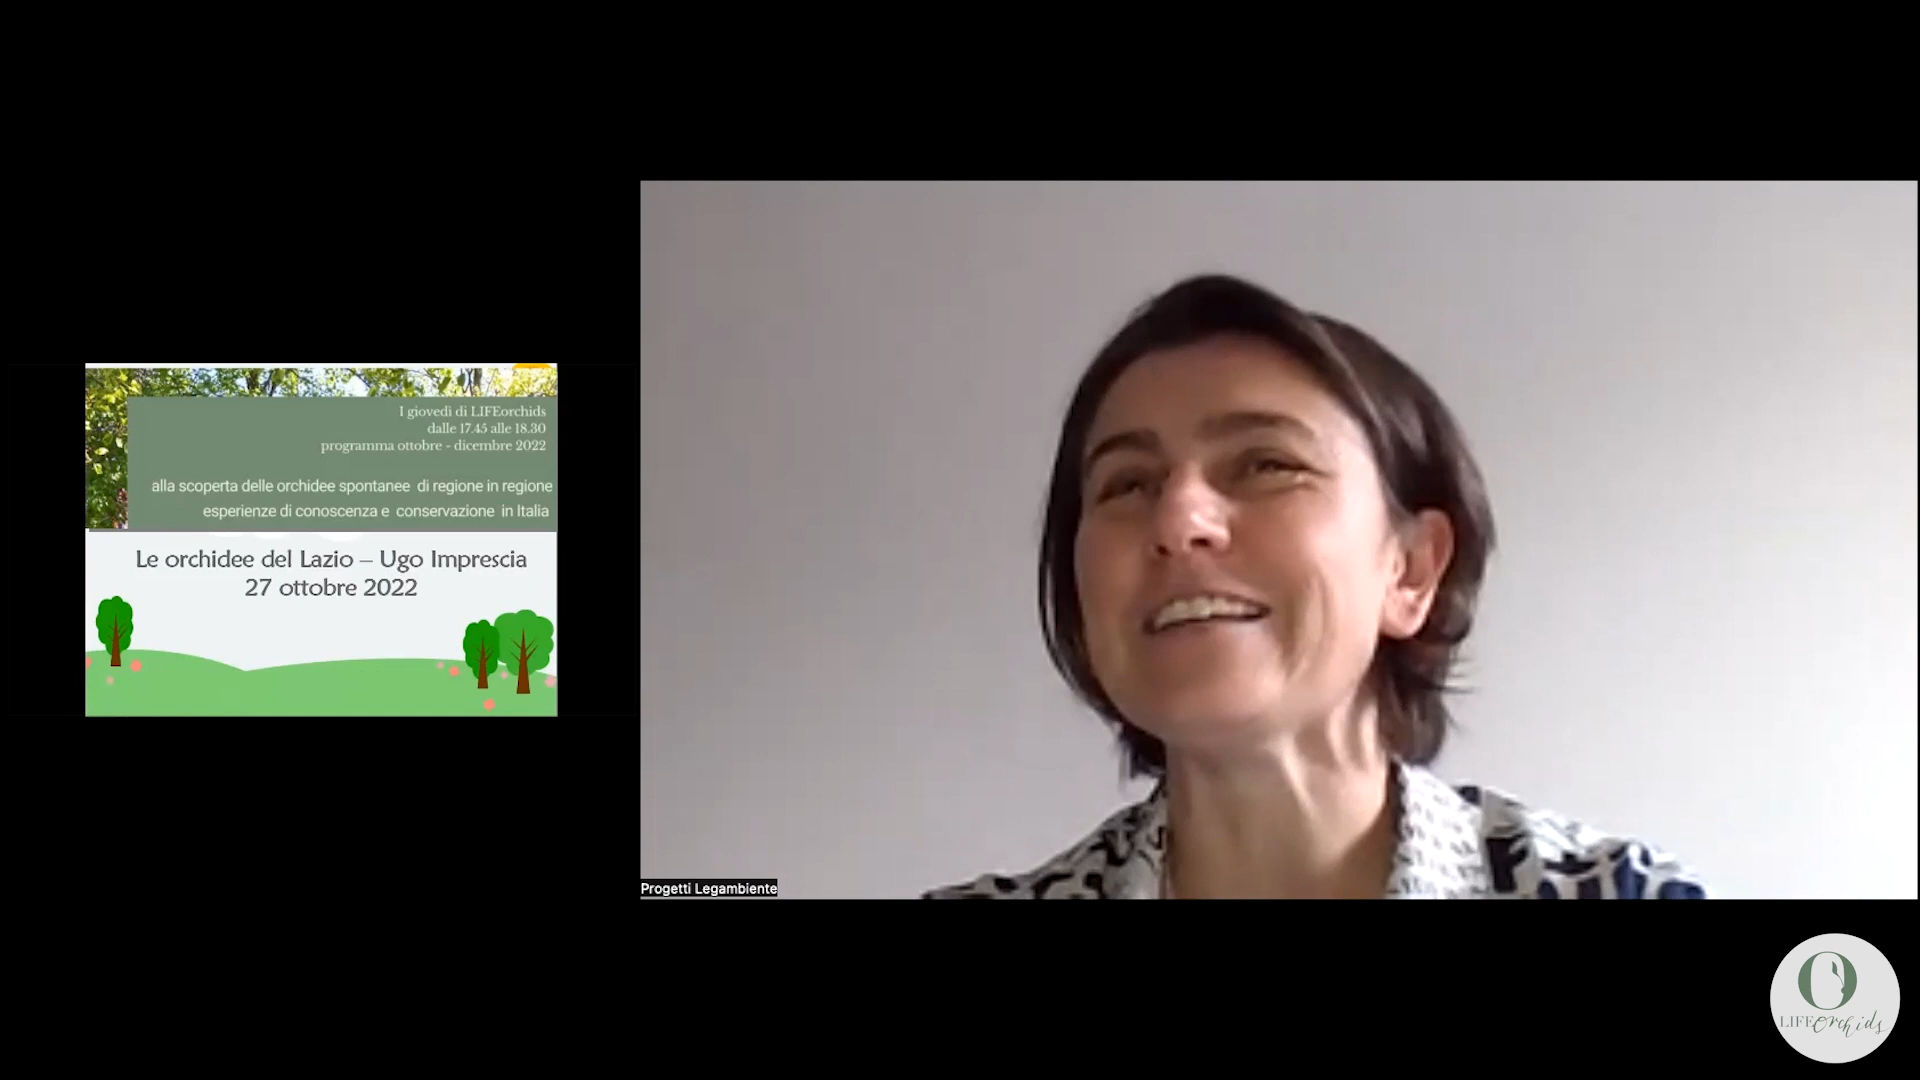 I giovedì di LIFEorchids
dalle 17.45 alle 18.30
programma ottobre - dicembre 2022
alla scoperta delle orchidee spontanee di regione in regione
esperienze di conoscenza e conservazione in Italia
Le orchidee del Lazio – Ugo Imprescia
27 ottobre 2022
Progetti Legambiente
O
LIFEorchids